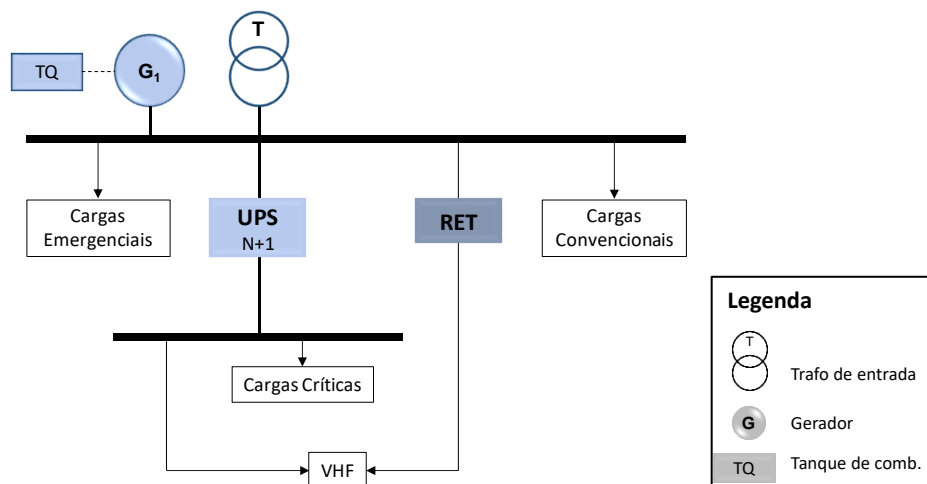 T
TQ
G₁
Cargas
Emergenciais
UPS
N+1
RET
Cargas
Convencionais
Cargas Críticas
VHF
Legenda
T
Trafo de entrada
G
Gerador
TQ
Tanque de comb.